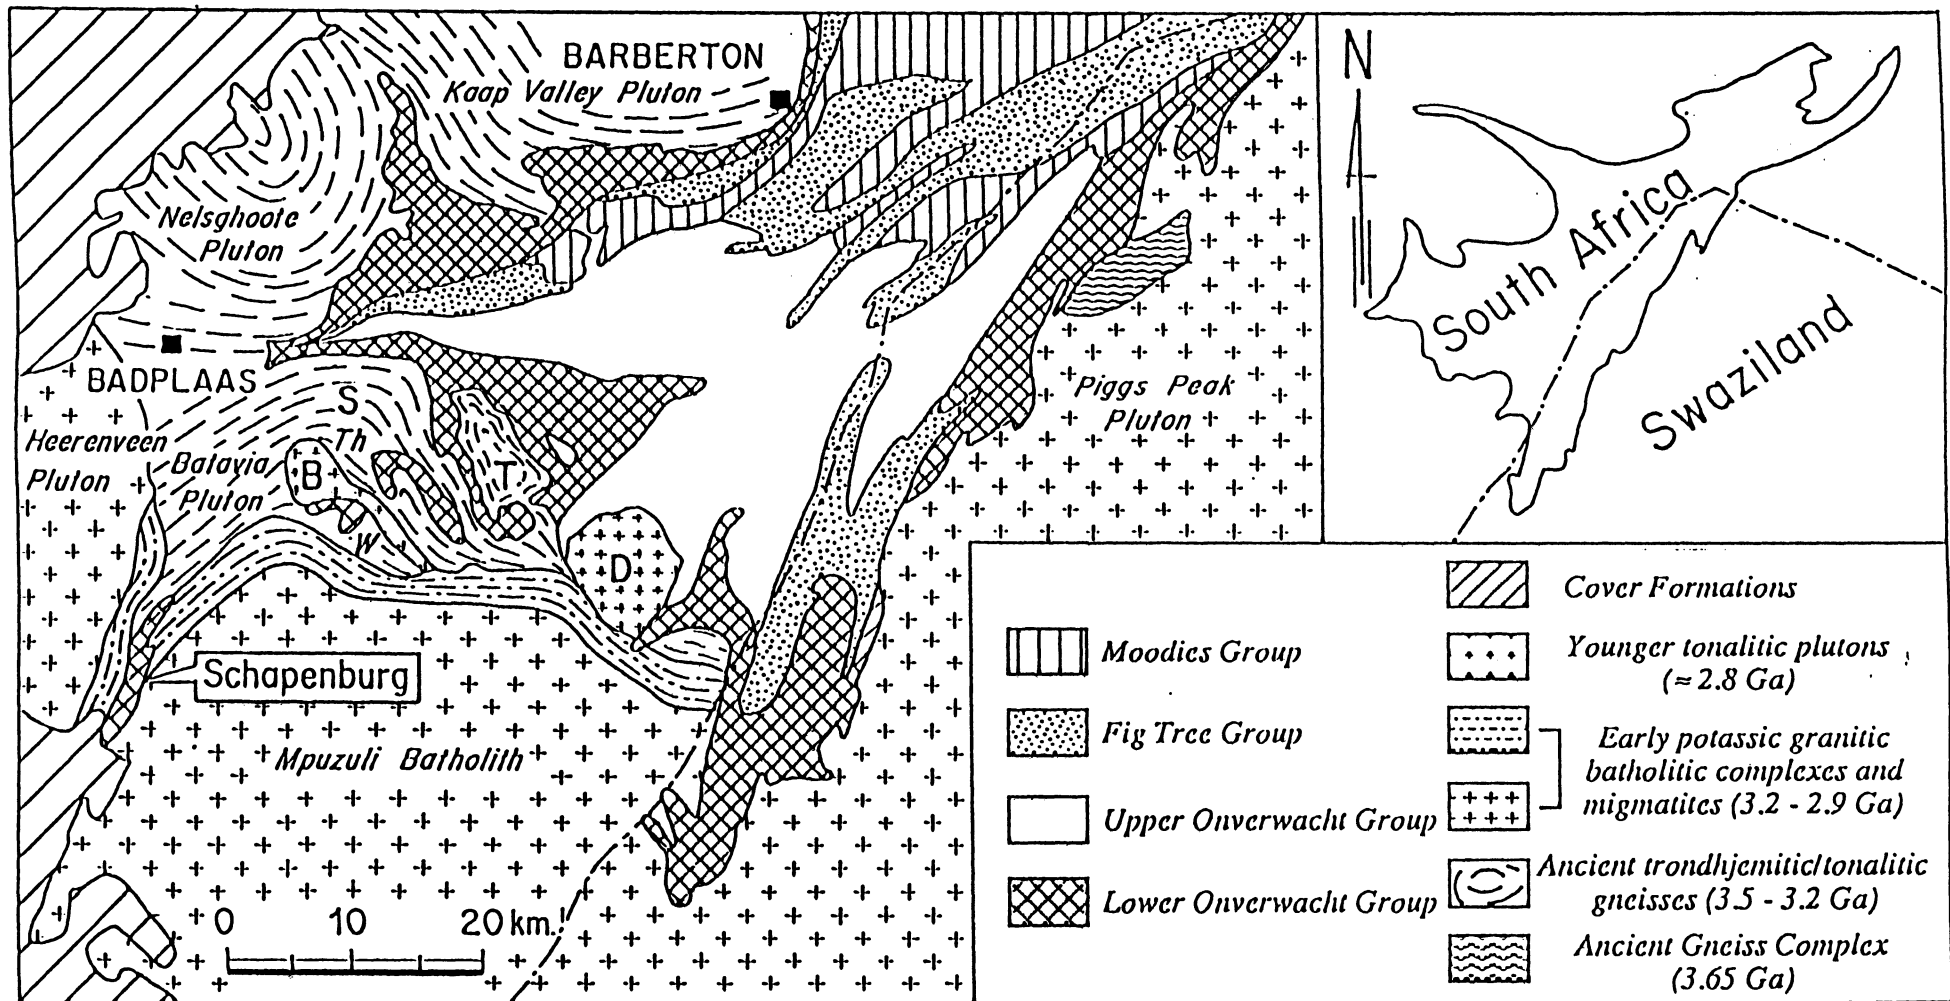 BARBERTON
Kaap Valley Pluton
Nelsghoote
Pluton
BADPLAAS
S
Th
Heerenveen
Pluton
Batavia
Pluton
B
T
W
D
Piggs Peak
Pluton
Schapenburg
Mpuzuli Batholith
0 10 20 km
N
South Africa
Swaziland
Moodies Group
Fig Tree Group
Upper Onverwacht Group
Lower Onverwacht Group
Cover Formations
Younger tonalitic plutons
(≈ 2.8 Ga)
Early potassic granitic
batholitic complexes and
migmatites (3.2 - 2.9 Ga)
Ancient trondhjemitic/tonalitic
gneisses (3.5 - 3.2 Ga)
Ancient Gneiss Complex
(3.65 Ga)